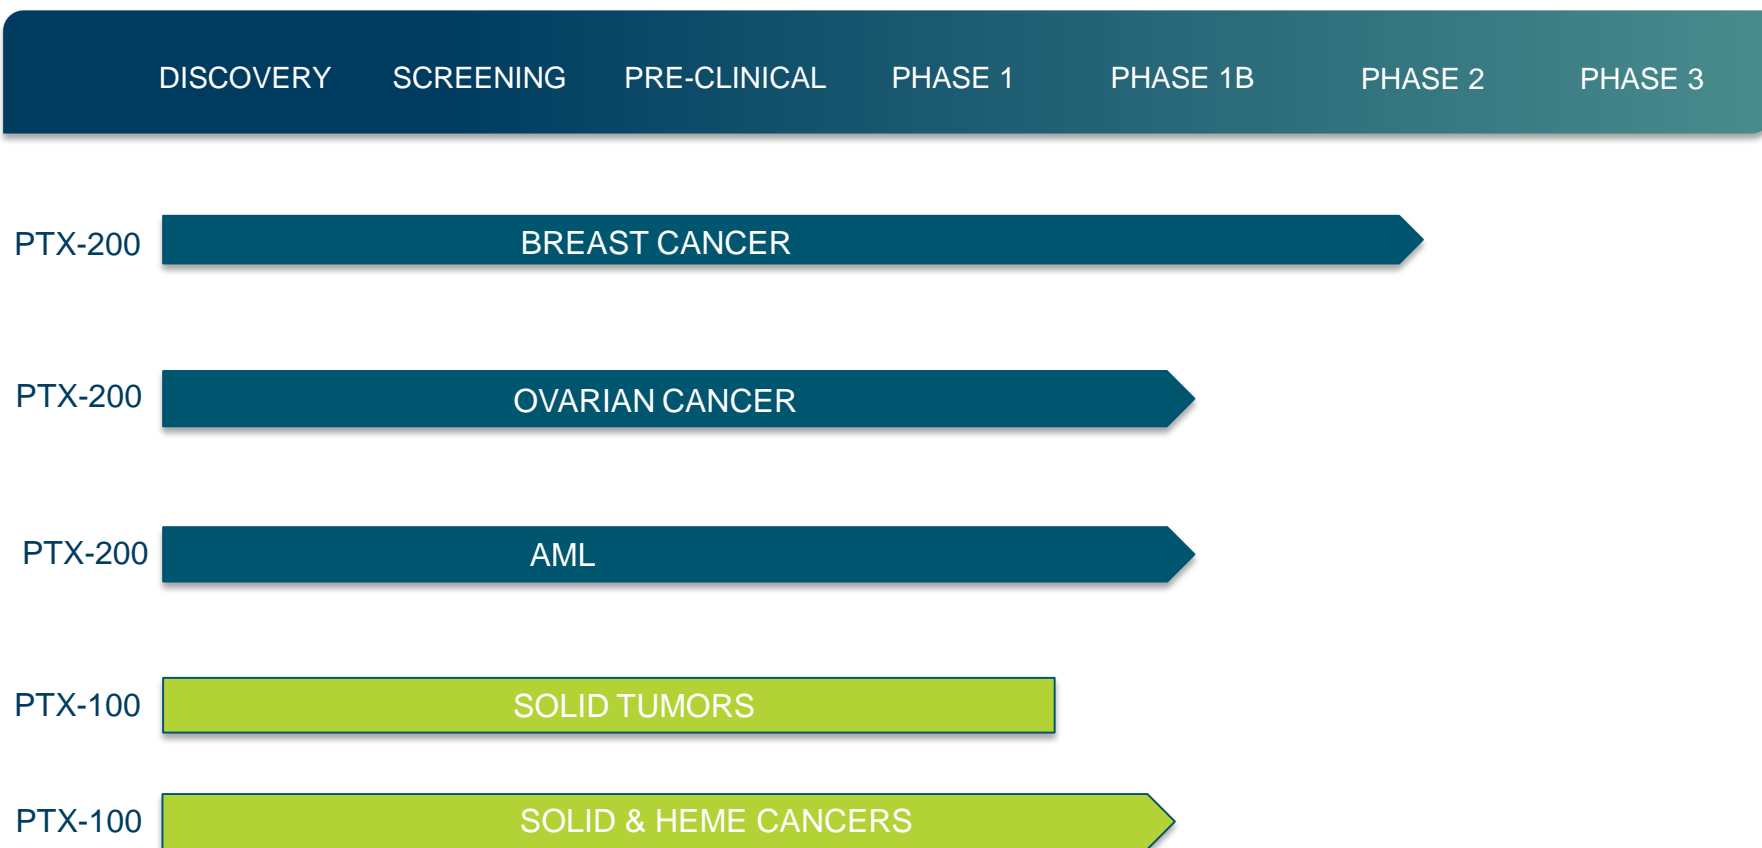 DISCOVERY SCREENING PRE-CLINICAL PHASE 1 PHASE 1B PHASE 2 PHASE 3
PTX-200 BREAST CANCER
PTX-200 OVARIAN CANCER
PTX-200 AML
PTX-100 SOLID TUMORS
PTX-100 SOLID & HEME CANCERS